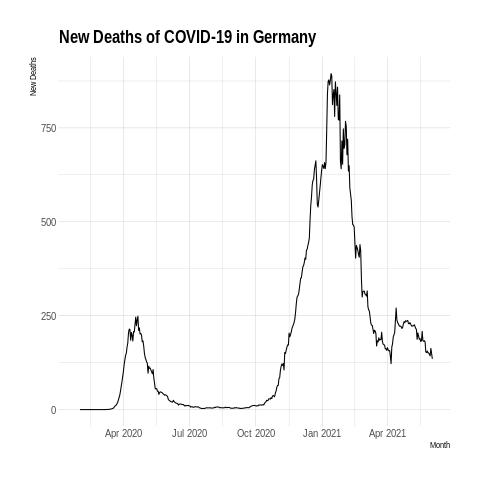 New Deaths of COVID-19 in Germany
New Deaths
750
500
250
0
Apr 2020 Jul 2020 Oct 2020 Jan 2021 Apr 2021
Month